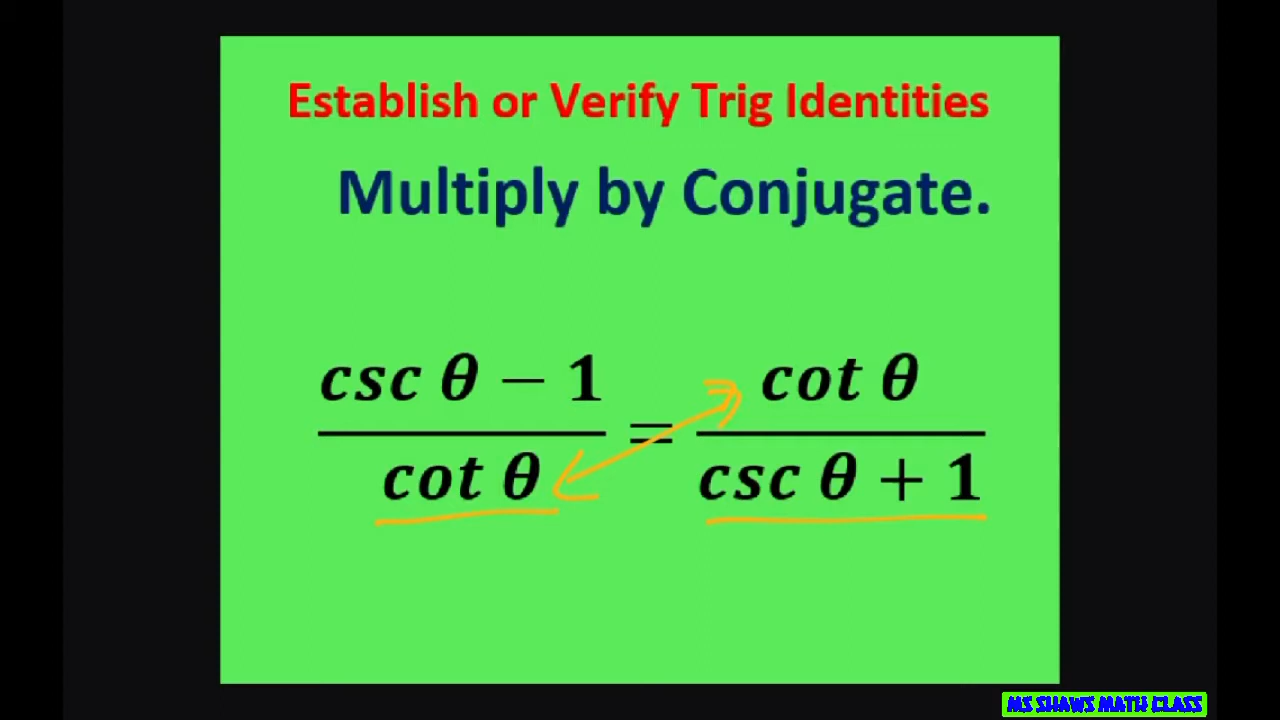 Establish or Verify Trig Identities
Multiply by Conjugate.
csc θ − 1 = cot θ
cot θ csc θ + 1
MS SHAWS MATH CLASS